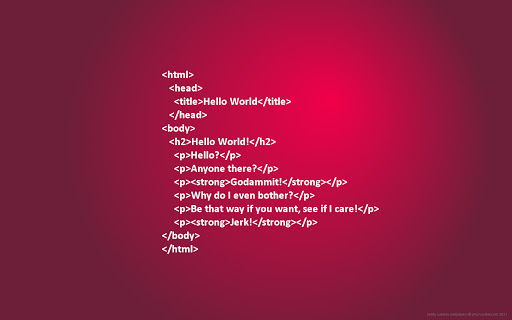 <html>
<head>
<title>Hello World</title>
</head>
<body>
<h2>Hello World!</h2>
<p>Hello?</p>
<p>Anyone there?</p>
<p><strong>Godammit!</strong></p>
<p>Why do I even bother?</p>
<p>Be that way if you want, see if I care!</p>
<p><strong>Jerk!</strong></p>
</body>
</html>